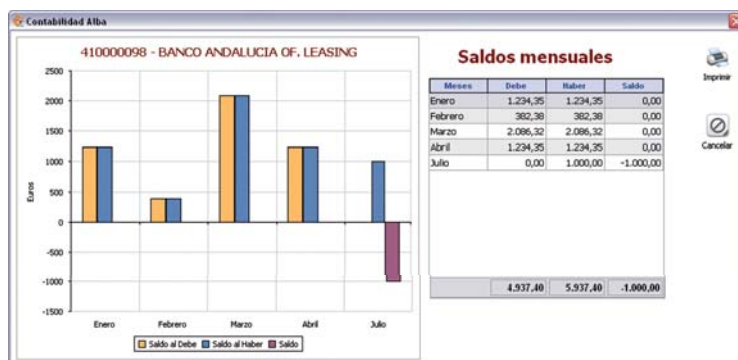 Contabilidad Alba
410000098 - BANCO ANDALUCIA OF. LEASING
2500
2000
1500
1000
500
0
-500
-1000
-1500
Euros
Enero Febrero Marzo Abril Julio
Saldo al Debe Saldo al Haber Saldo
Saldos mensuales
Meses Debe Haber Saldo
Enero 1.234,35 1.234,35 0,00
Febrero 382,38 382,38 0,00
Marzo 2.086,32 2.086,32 0,00
Abril 1.234,35 1.234,35 0,00
Julio 0,00 1.000,00 -1.000,00
4.937,40 5.937,40 -1.000,00
Imprimir
Cancelar